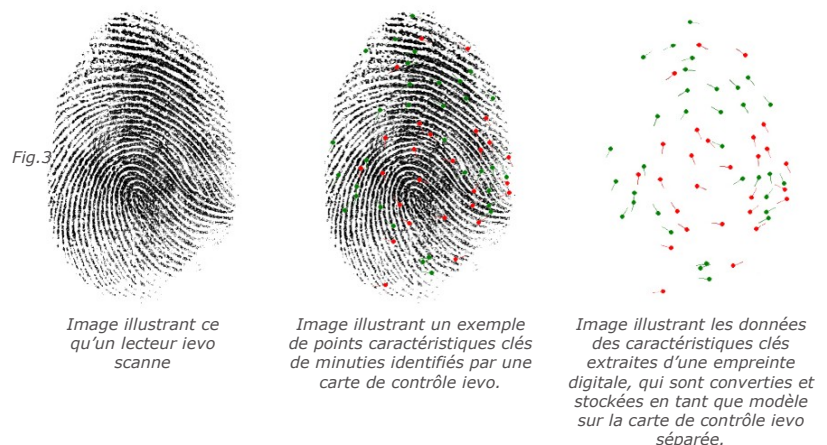 Fig.3
Image illustrant ce
qu'un lecteur ievo
scanne
Image illustrant un exemple
de points caractéristiques clés
de minuties identifiés par une
carte de contrôle ievo.
Image illustrant les données
des caractéristiques clés
extraites d'une empreinte
digitale, qui sont converties et
stockées en tant que modèle
sur la carte de contrôle ievo
séparée.